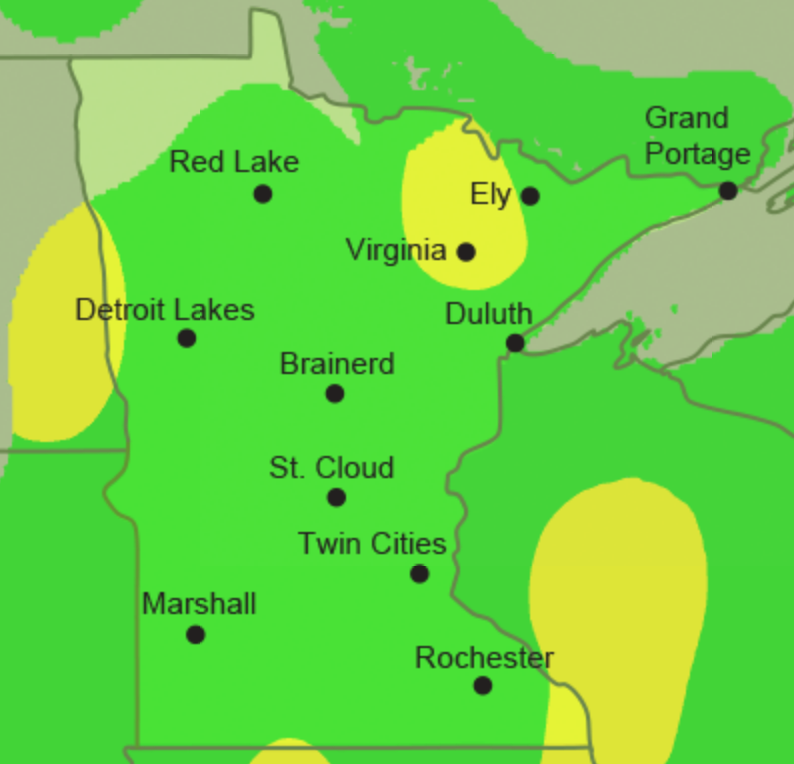 Grand
Portage
Red Lake
Ely
Virginia
Detroit Lakes
Duluth
Brainerd
St. Cloud
Twin Cities
Marshall
Rochester